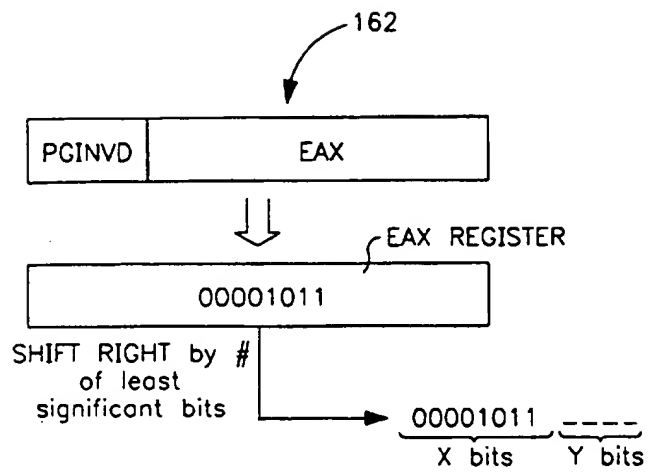 162
PGINVD EAX
EAX REGISTER
00001011
SHIFT RIGHT by #
of least
significant bits
00001011 ----
X bits Y bits